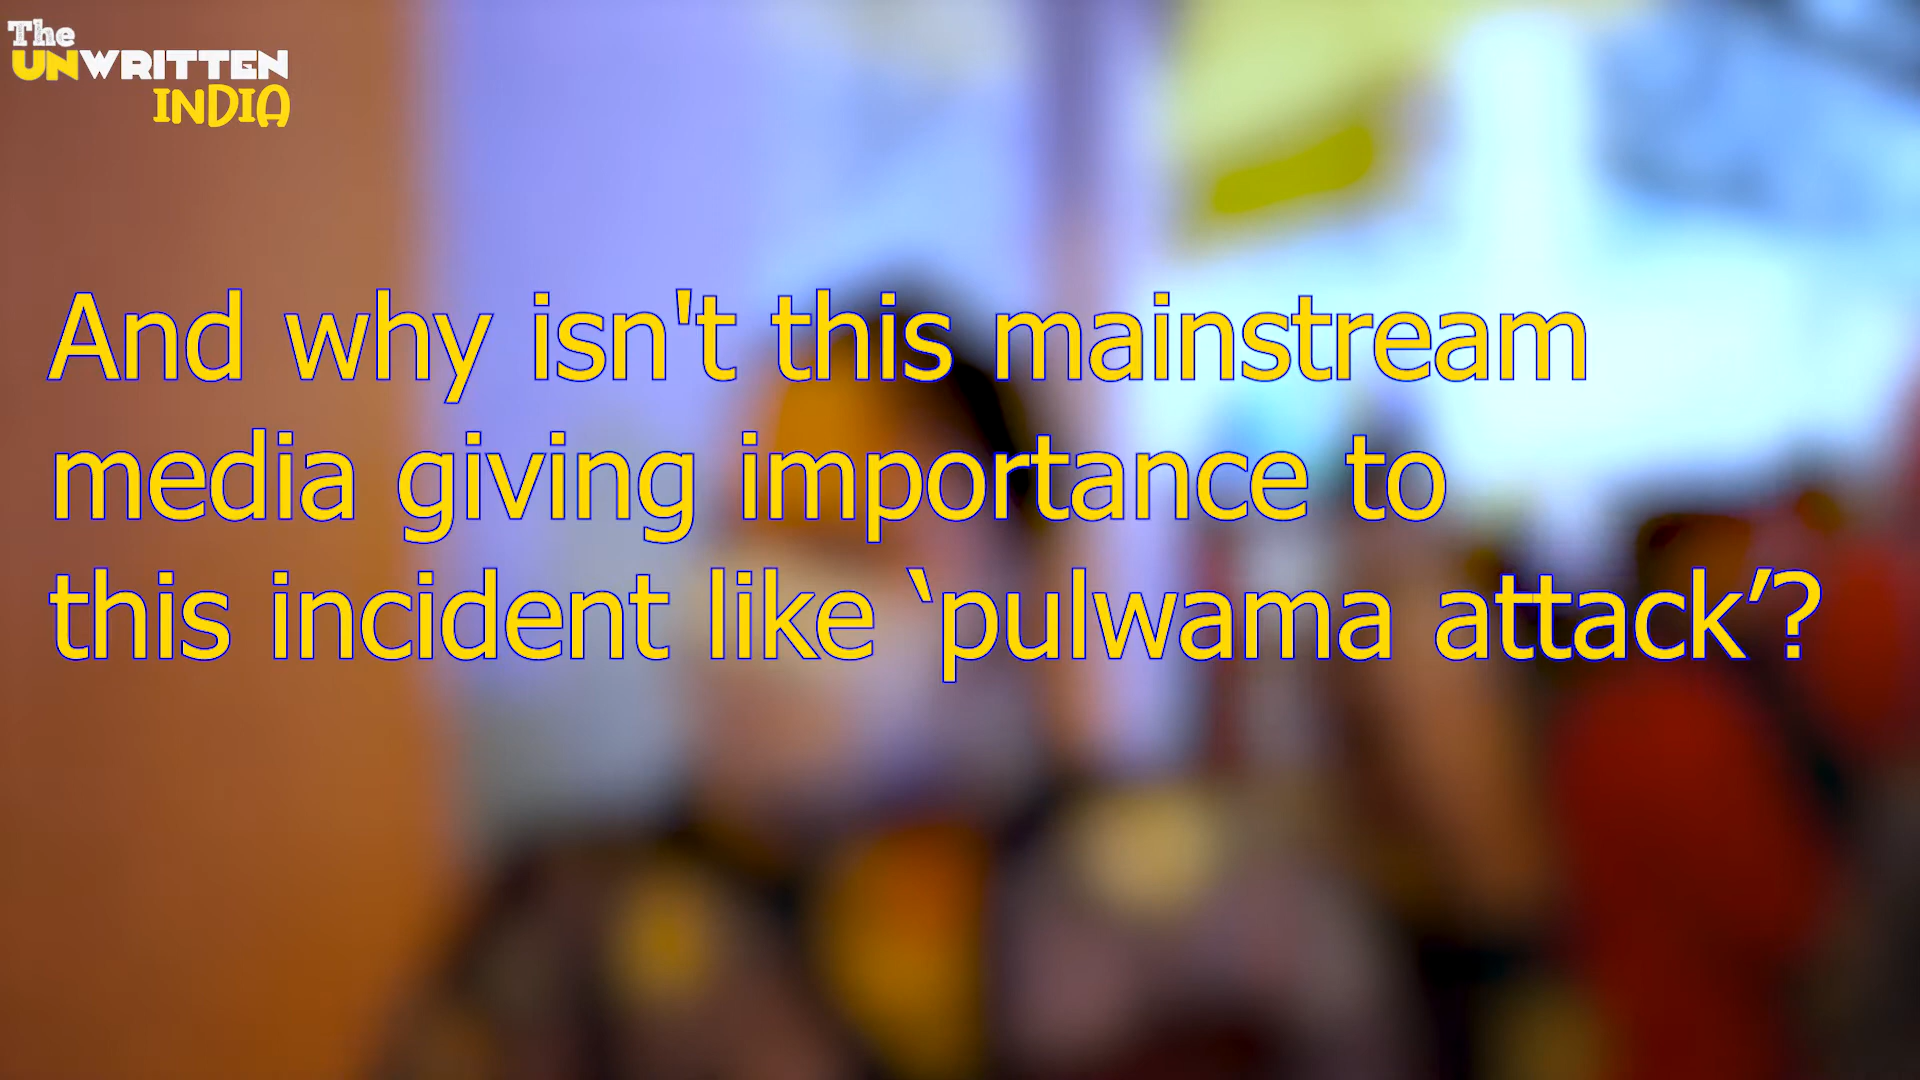 The
UNWRITTEN
INDIA
And why isn't this mainstream
media giving importance to
this incident like ‘pulwama attack’?